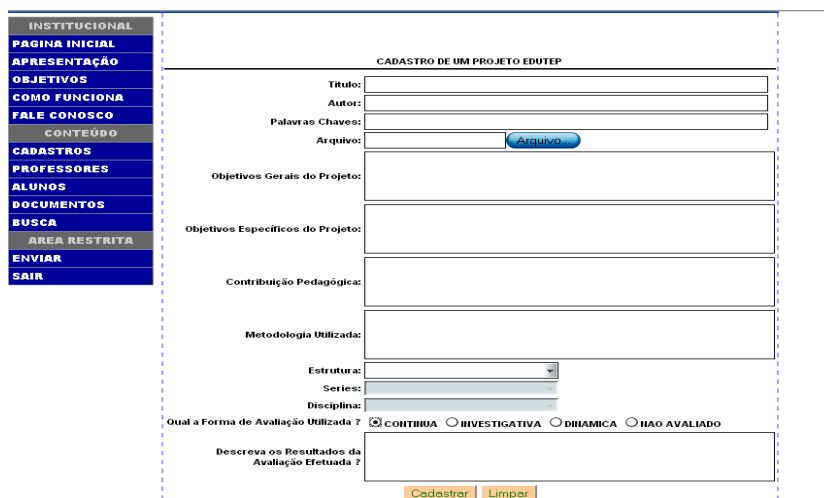 INSTITUCIONAL
PAGINA INICIAL
APRESENTAÇÃO
OBJETIVOS
COMO FUNCIONA
FALE CONOSCO
CONTEÚDO
CADASTROS
PROFESSORES
ALUNOS
DOCUMENTOS
BUSCA
AREA RESTRITA
ENVIAR
SAIR
CADASTRO DE UM PROJETO EDUTEP
Titulo:
Autor:
Palavras Chaves:
Arquivo: Arquivo...
Objetivos Gerais do Projeto:
Objetivos Específicos do Projeto:
Contribuição Pedagógica:
Metodologia Utilizada:
Estrutura:
Series:
Disciplina:
Qual a Forma de Avaliação Utilizada ? CONTINUA INVESTIGATIVA DINAMICA NAO AVALIADO
Descreva os Resultados da
Avaliação Efetuada ?
Cadastrar Limpar